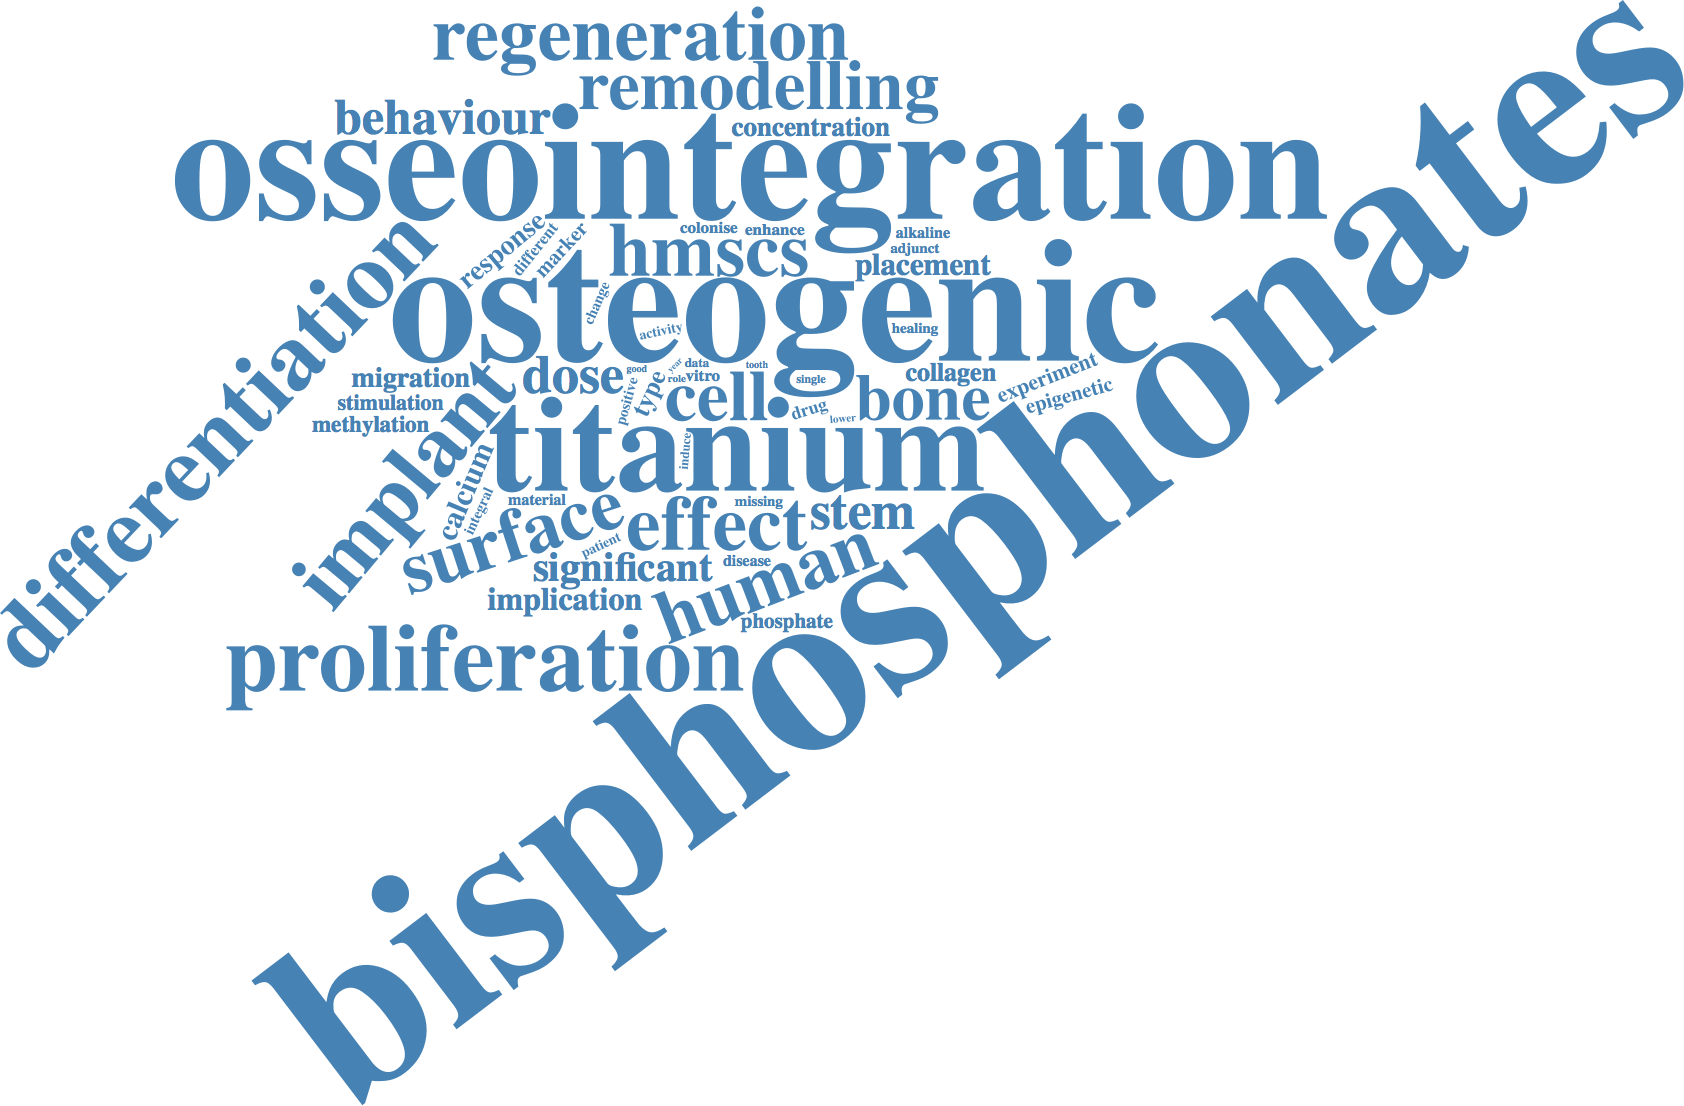 regeneration
remodelling
behaviour
concentration
osseointegration
bisphosphonates
differentiation
response
different
marker
colonise
enhance
hmscs
alkaline
adjunct
placement
osteogenic
change
activity
healing
migration
stimulation
methylation
implant
dose
good
positive
type
year
role
data
vitro
tooth
cell
single
drug
lower
bone
collagen
experiment
epigenetic
titanium
induce
calcium
integral
material
surface
patient
effect
missing
stem
significant
disease
implication
human
phosphate
proliferation